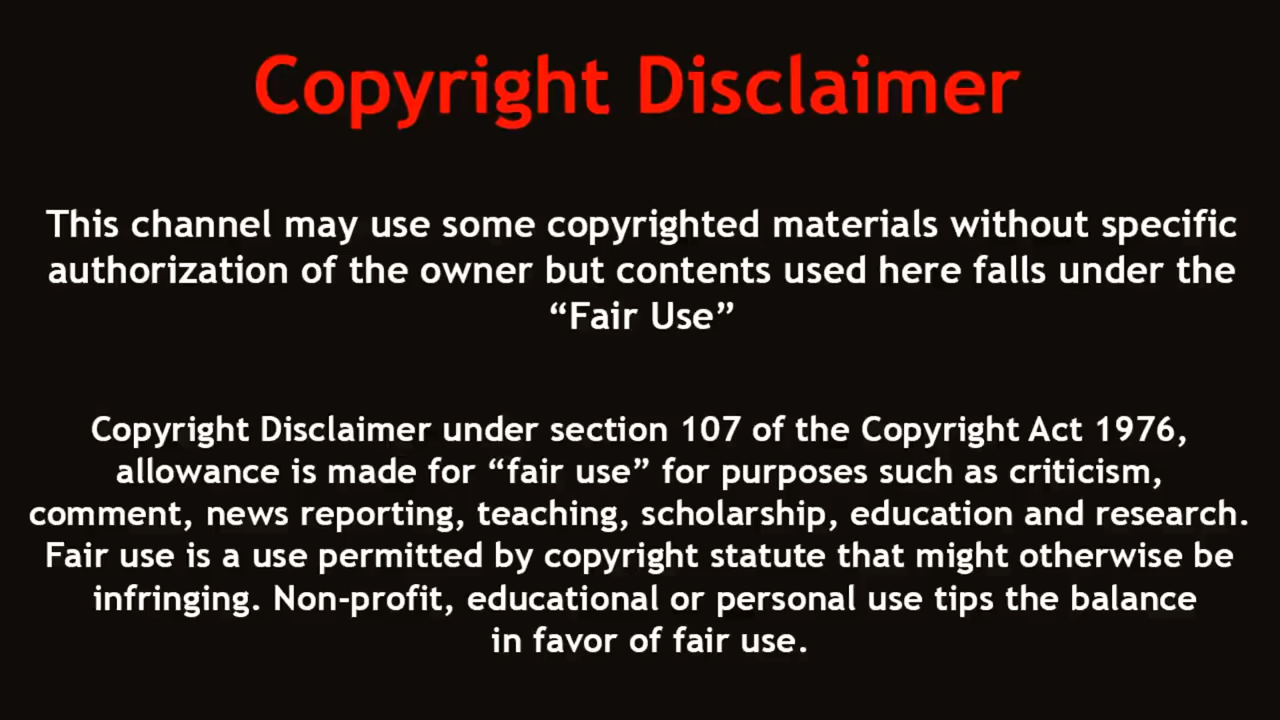 Copyright Disclaimer
This channel may use some copyrighted materials without specific
authorization of the owner but contents used here falls under the
“Fair Use”
Copyright Disclaimer under section 107 of the Copyright Act 1976,
allowance is made for “fair use” for purposes such as criticism,
comment, news reporting, teaching, scholarship, education and research.
Fair use is a use permitted by copyright statute that might otherwise be
infringing. Non-profit, educational or personal use tips the balance
in favor of fair use.